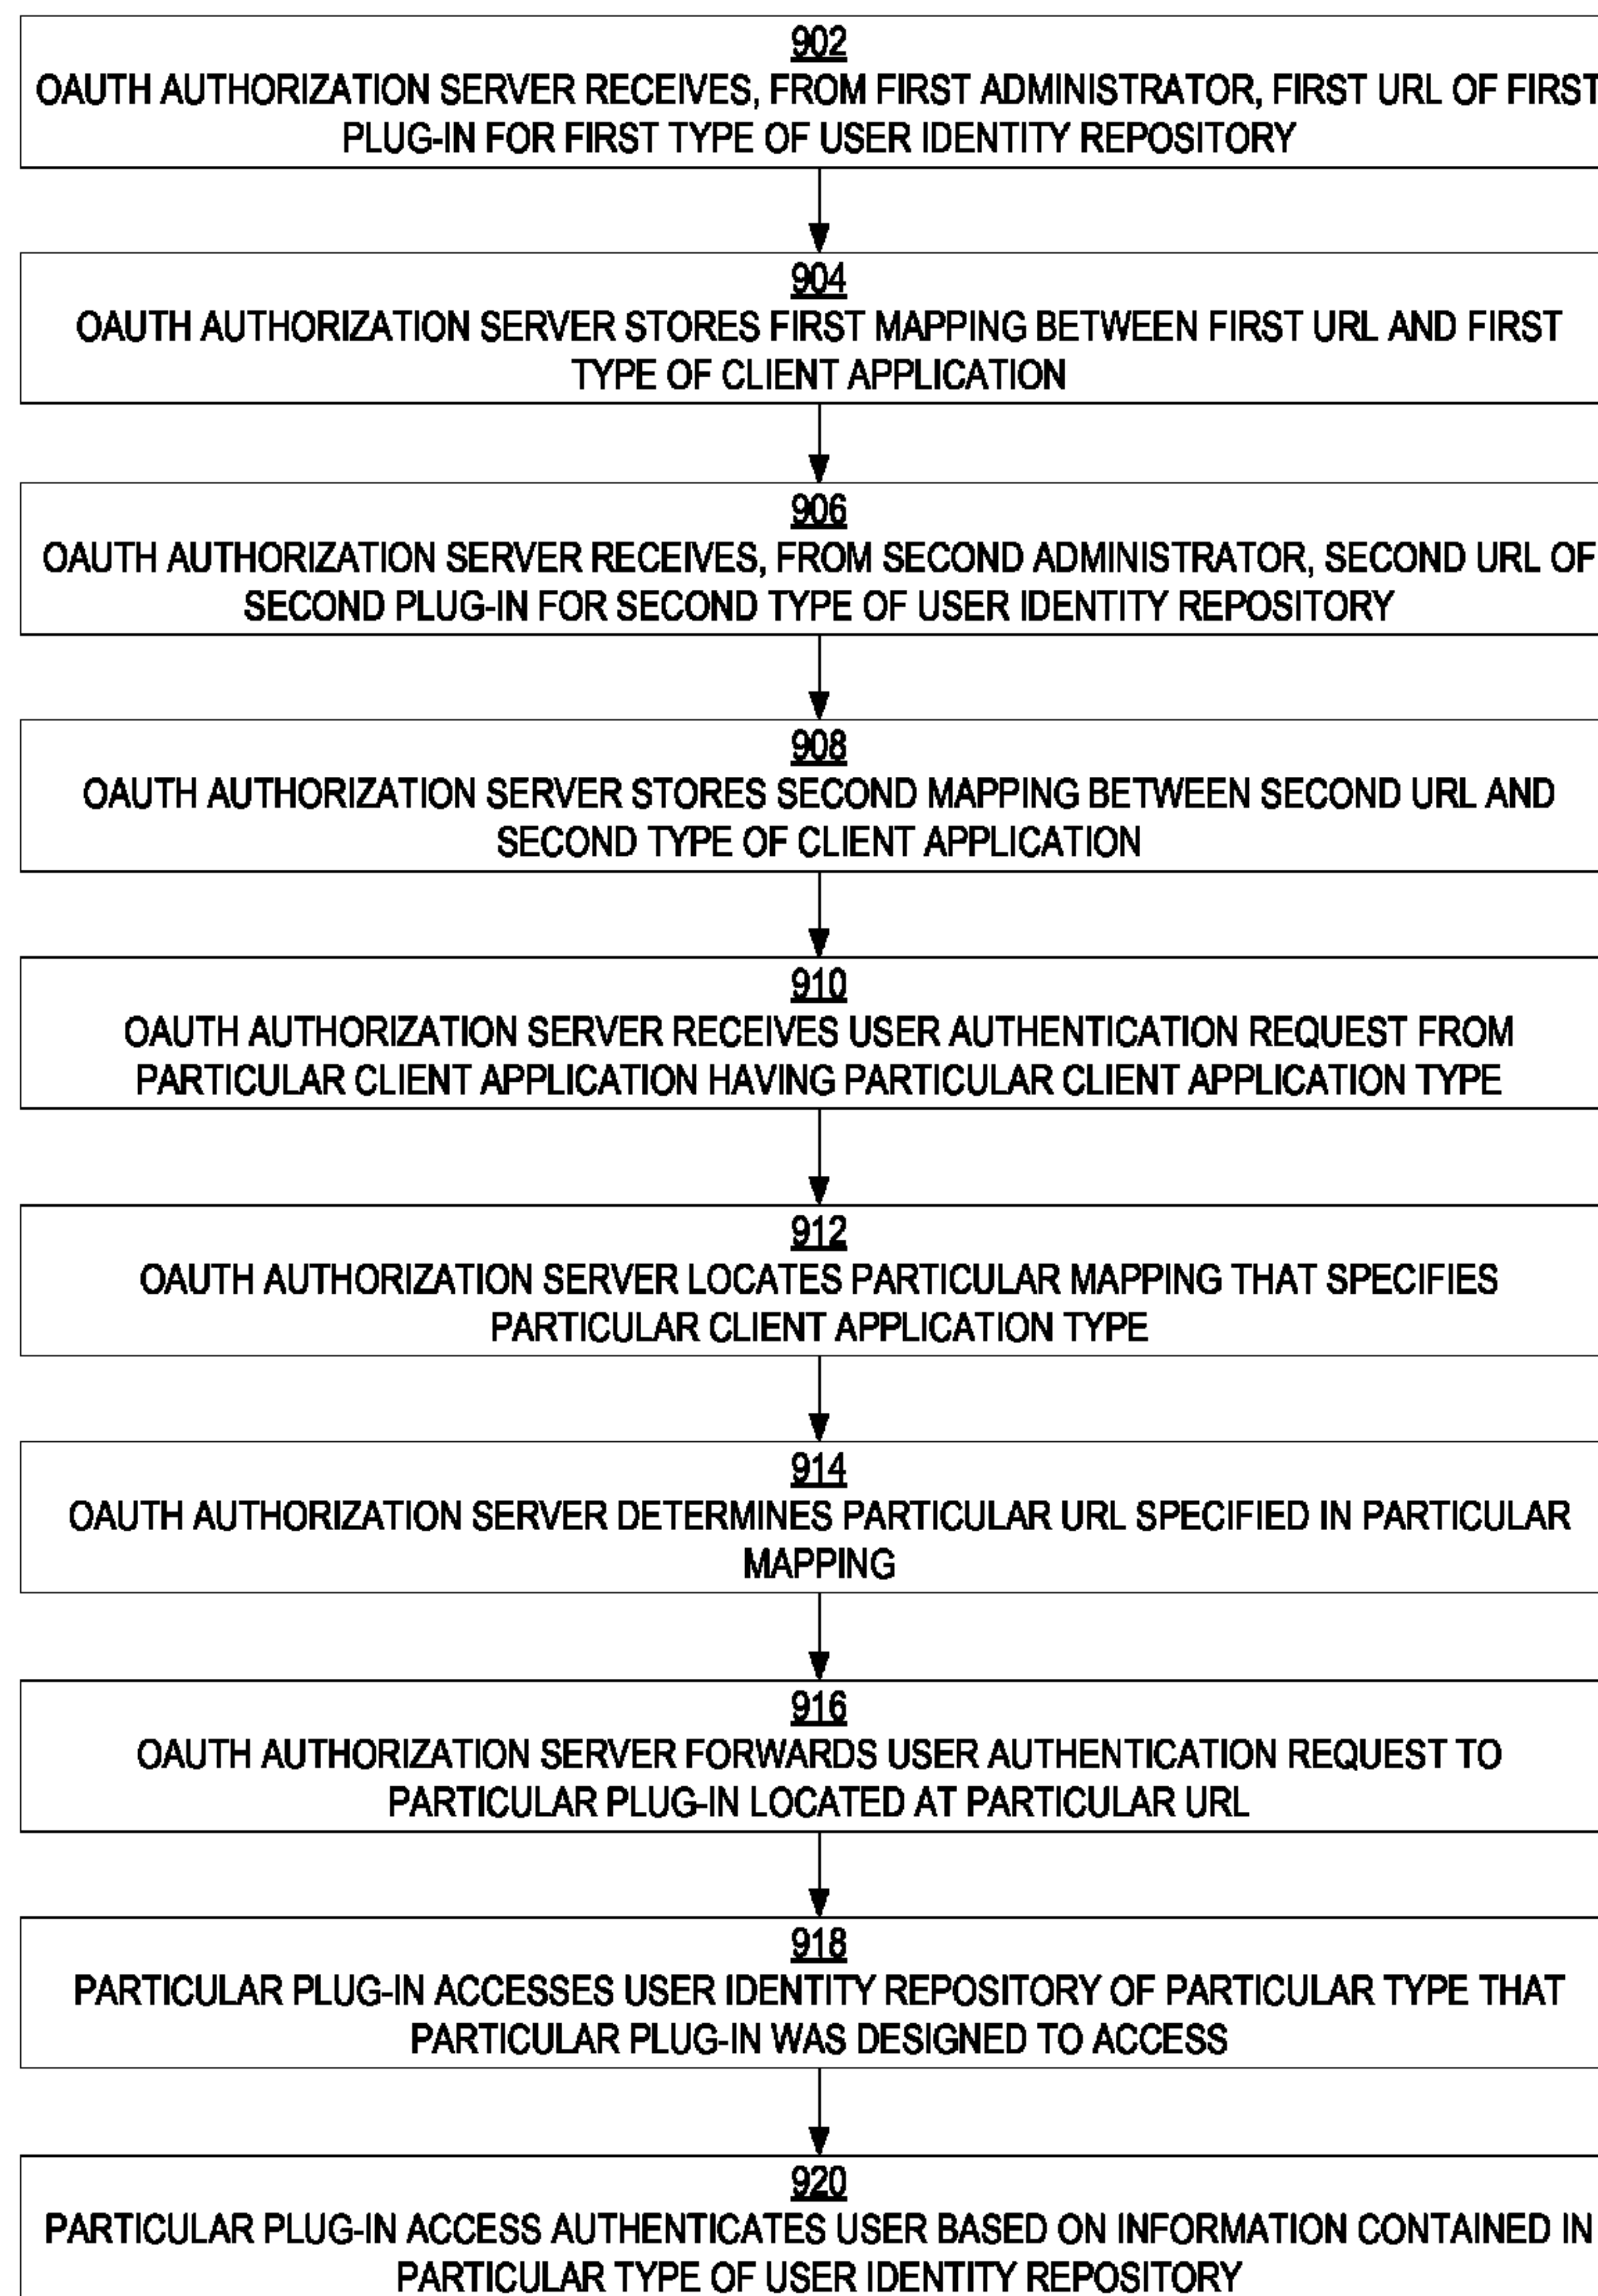 902
OAUTH AUTHORIZATION SERVER RECEIVES, FROM FIRST ADMINISTRATOR, FIRST URL OF FIRST
PLUG-IN FOR FIRST TYPE OF USER IDENTITY REPOSITORY
904
OAUTH AUTHORIZATION SERVER STORES FIRST MAPPING BETWEEN FIRST URL AND FIRST
TYPE OF CLIENT APPLICATION
906
OAUTH AUTHORIZATION SERVER RECEIVES, FROM SECOND ADMINISTRATOR, SECOND URL OF
SECOND PLUG-IN FOR SECOND TYPE OF USER IDENTITY REPOSITORY
908
OAUTH AUTHORIZATION SERVER STORES SECOND MAPPING BETWEEN SECOND URL AND
SECOND TYPE OF CLIENT APPLICATION
910
OAUTH AUTHORIZATION SERVER RECEIVES USER AUTHENTICATION REQUEST FROM
PARTICULAR CLIENT APPLICATION HAVING PARTICULAR CLIENT APPLICATION TYPE
912
OAUTH AUTHORIZATION SERVER LOCATES PARTICULAR MAPPING THAT SPECIFIES
PARTICULAR CLIENT APPLICATION TYPE
914
OAUTH AUTHORIZATION SERVER DETERMINES PARTICULAR URL SPECIFIED IN PARTICULAR
MAPPING
916
OAUTH AUTHORIZATION SERVER FORWARDS USER AUTHENTICATION REQUEST TO
PARTICULAR PLUG-IN LOCATED AT PARTICULAR URL
918
PARTICULAR PLUG-IN ACCESSES USER IDENTITY REPOSITORY OF PARTICULAR TYPE THAT
PARTICULAR PLUG-IN WAS DESIGNED TO ACCESS
920
PARTICULAR PLUG-IN ACCESS AUTHENTICATES USER BASED ON INFORMATION CONTAINED IN
PARTICULAR TYPE OF USER IDENTITY REPOSITORY